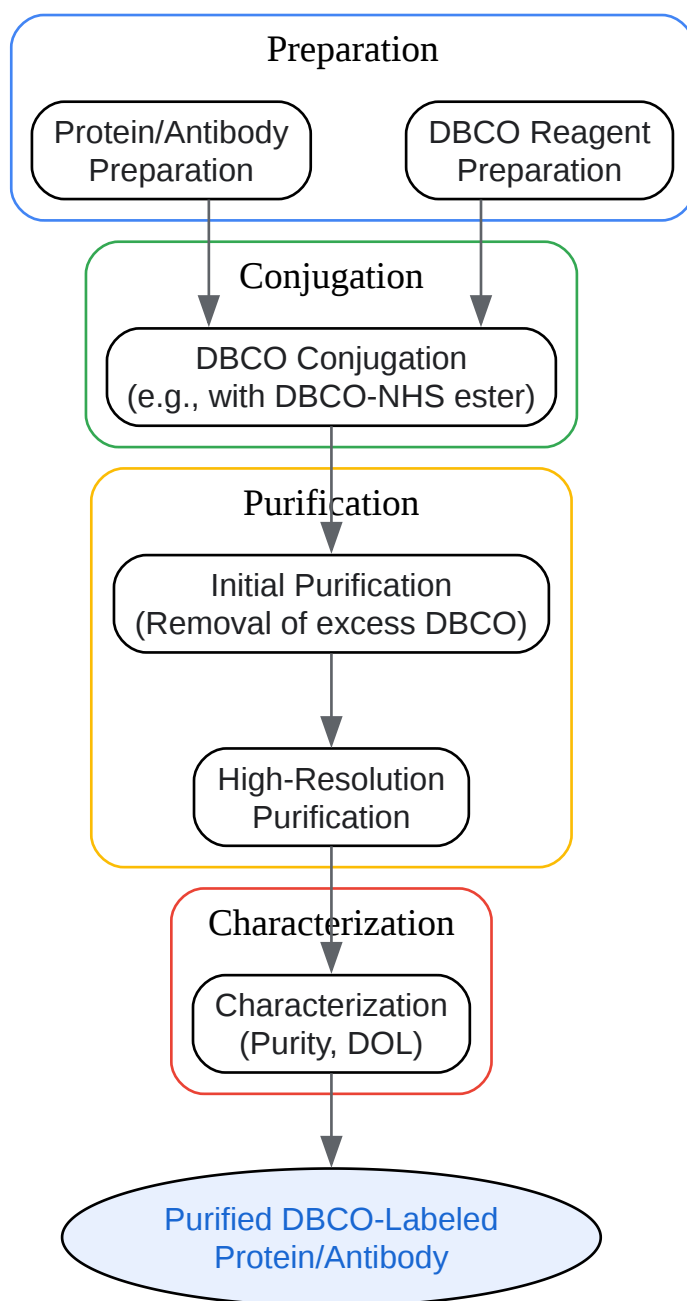 Preparation
Protein/Antibody
Preparation
DBCO Reagent
Preparation
Conjugation
DBCO Conjugation
(e.g., with DBCO-NHS ester)
Purification
Initial Purification
(Removal of excess DBCO)
High-Resolution
Purification
Characterization
Characterization
(Purity, DOL)
Purified DBCO-Labeled
Protein/Antibody